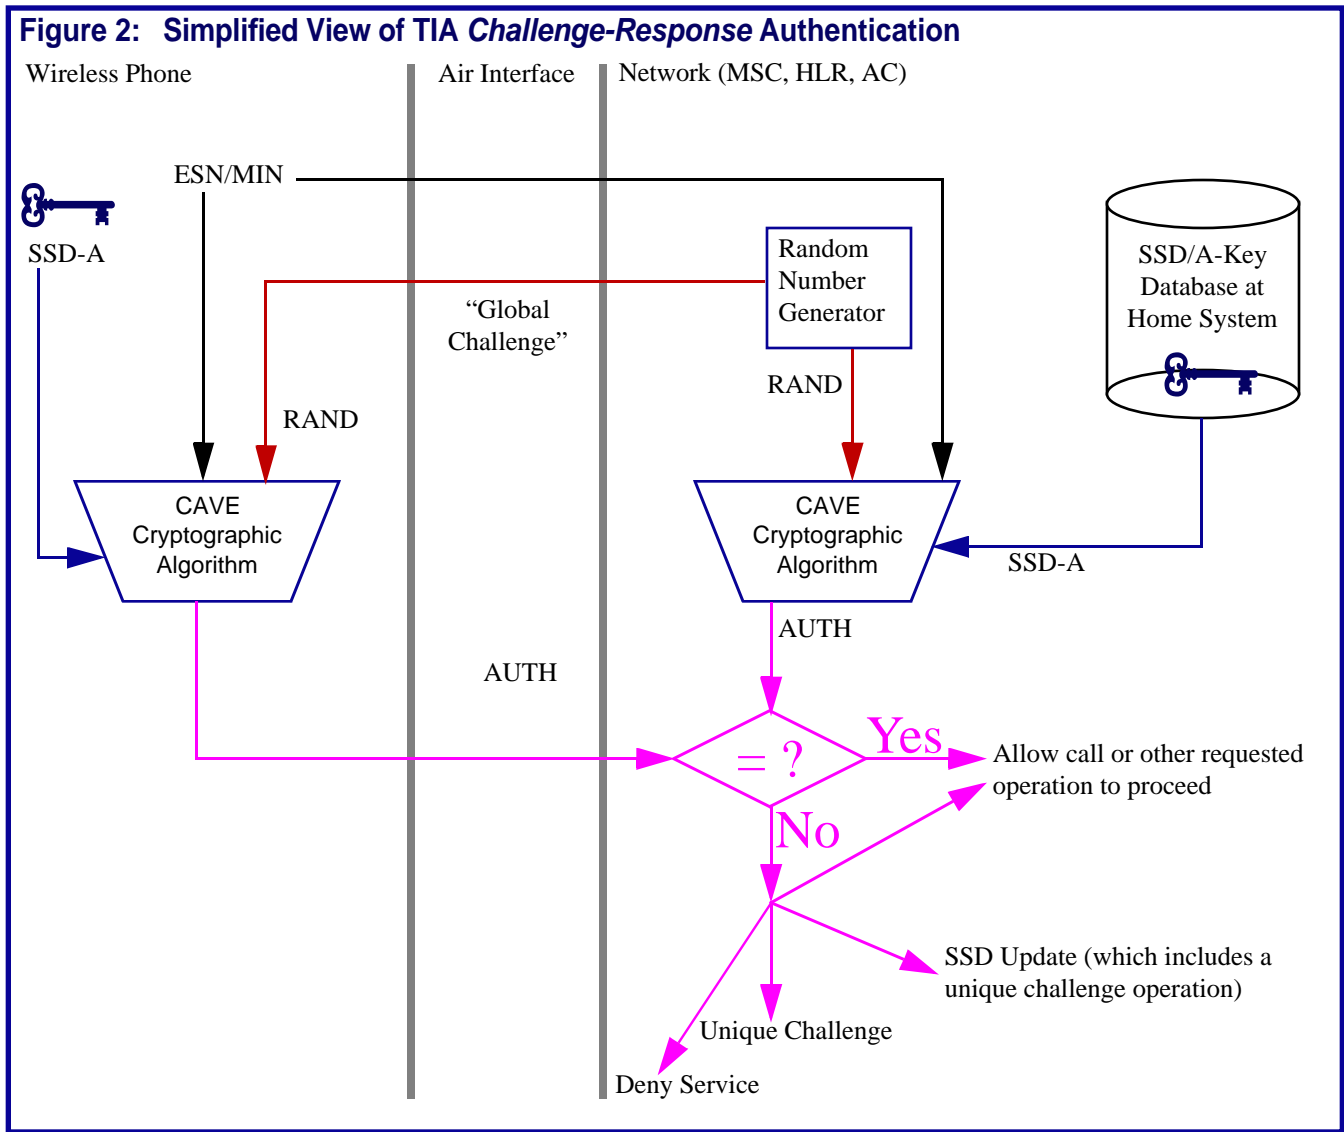 Figure 2: Simplified View of TIA Challenge-Response Authentication
Wireless Phone
Air Interface
Network (MSC, HLR, AC)
ESN/MIN
SSD-A
Random
Number
Generator
SSD/A-Key
Database at
Home System
“Global
Challenge”
RAND
RAND
CAVE
Cryptographic
Algorithm
CAVE
Cryptographic
Algorithm
SSD-A
AUTH
AUTH
= ?
Yes
Allow call or other requested
operation to proceed
No
SSD Update (which includes a
unique challenge operation)
Unique Challenge
Deny Service